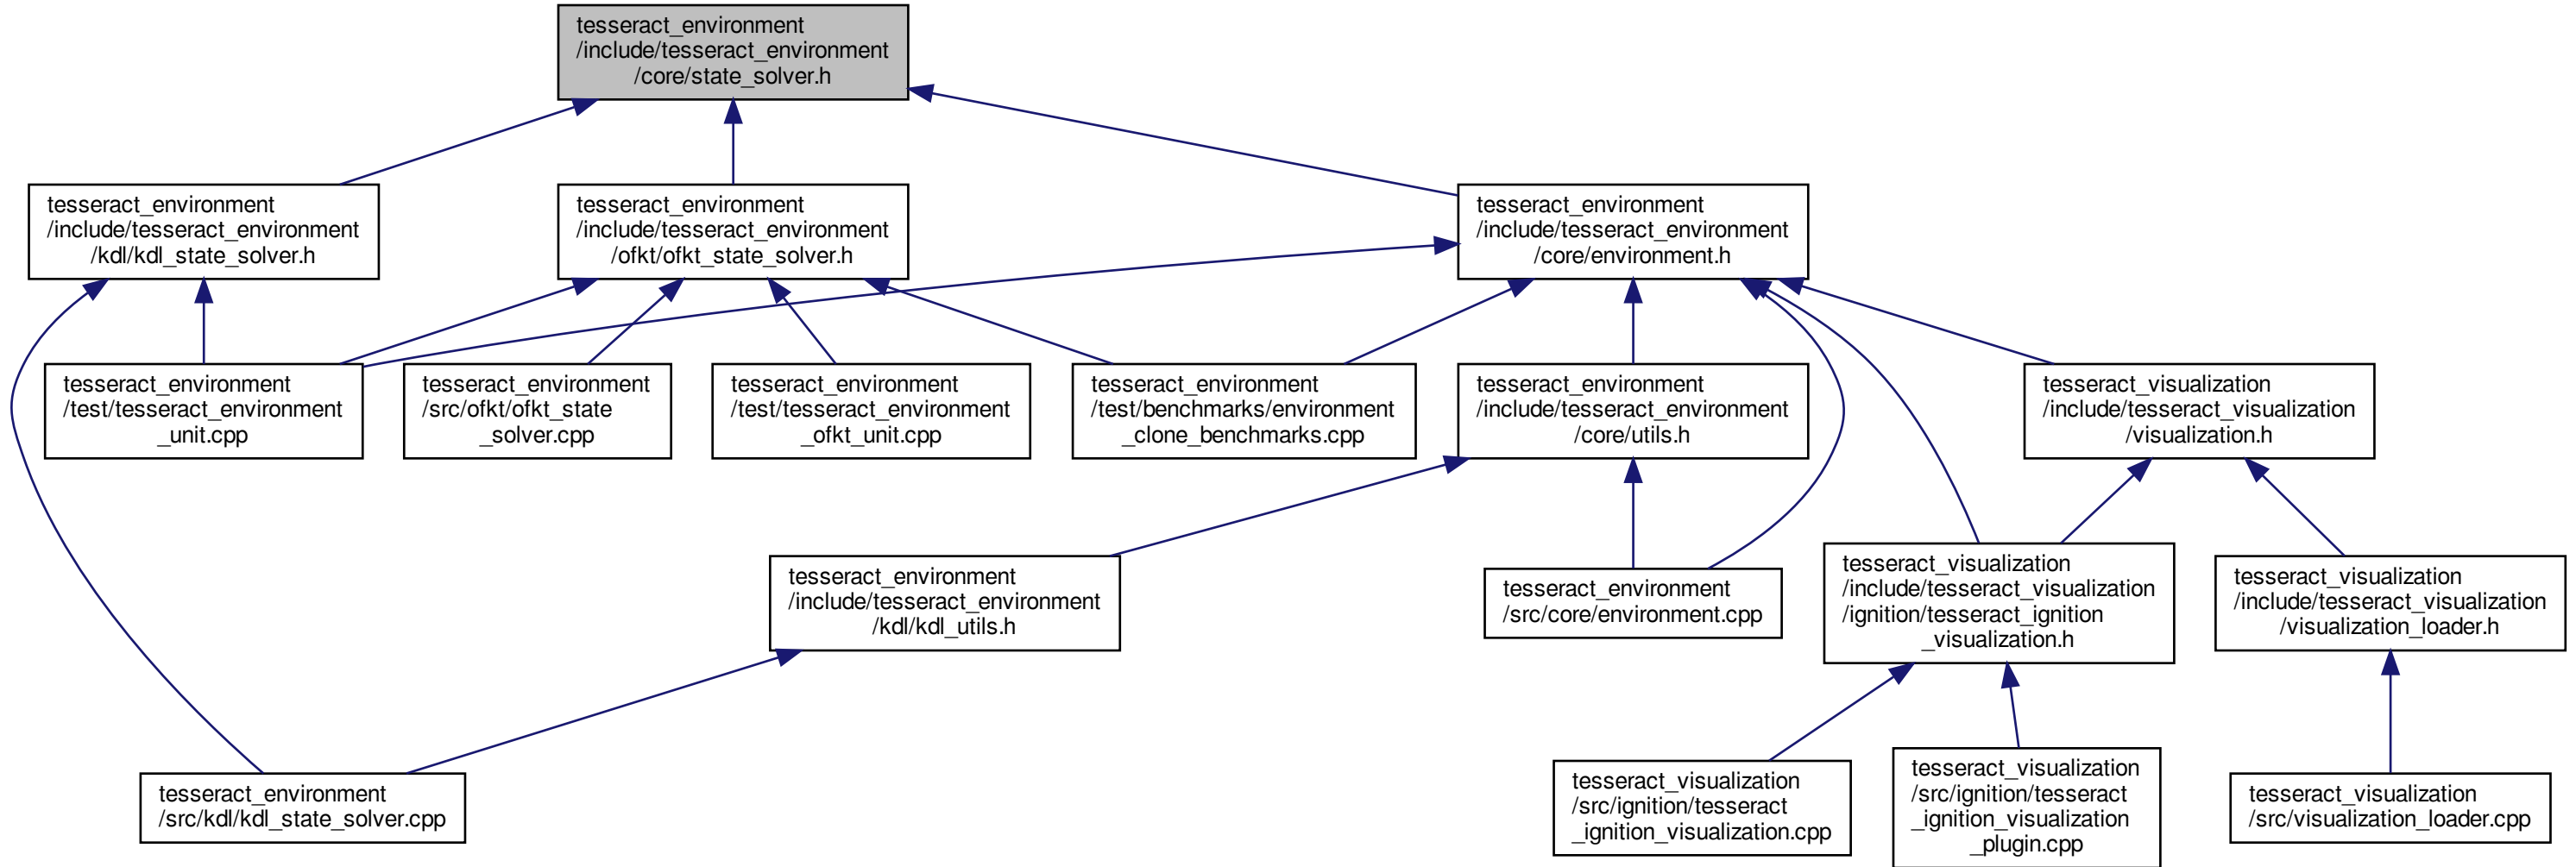 tesseract_environment
/include/tesseract_environment
/core/state_solver.h
tesseract_environment
/include/tesseract_environment
/kdl/kdl_state_solver.h
tesseract_environment
/include/tesseract_environment
/ofkt/ofkt_state_solver.h
tesseract_environment
/include/tesseract_environment
/core/environment.h
tesseract_environment
/test/tesseract_environment
_unit.cpp
tesseract_environment
/src/ofkt/ofkt_state
_solver.cpp
tesseract_environment
/test/tesseract_environment
_ofkt_unit.cpp
tesseract_environment
/test/benchmarks/environment
_clone_benchmarks.cpp
tesseract_environment
/include/tesseract_environment
/core/utils.h
tesseract_visualization
/include/tesseract_visualization
/visualization.h
tesseract_environment
/include/tesseract_environment
/kdl/kdl_utils.h
tesseract_environment
/src/core/environment.cpp
tesseract_visualization
/include/tesseract_visualization
/ignition/tesseract_ignition
_visualization.h
tesseract_visualization
/include/tesseract_visualization
/visualization_loader.h
tesseract_environment
/src/kdl/kdl_state_solver.cpp
tesseract_visualization
/src/ignition/tesseract
_ignition_visualization.cpp
tesseract_visualization
/src/ignition/tesseract
_ignition_visualization
_plugin.cpp
tesseract_visualization
/src/visualization_loader.cpp